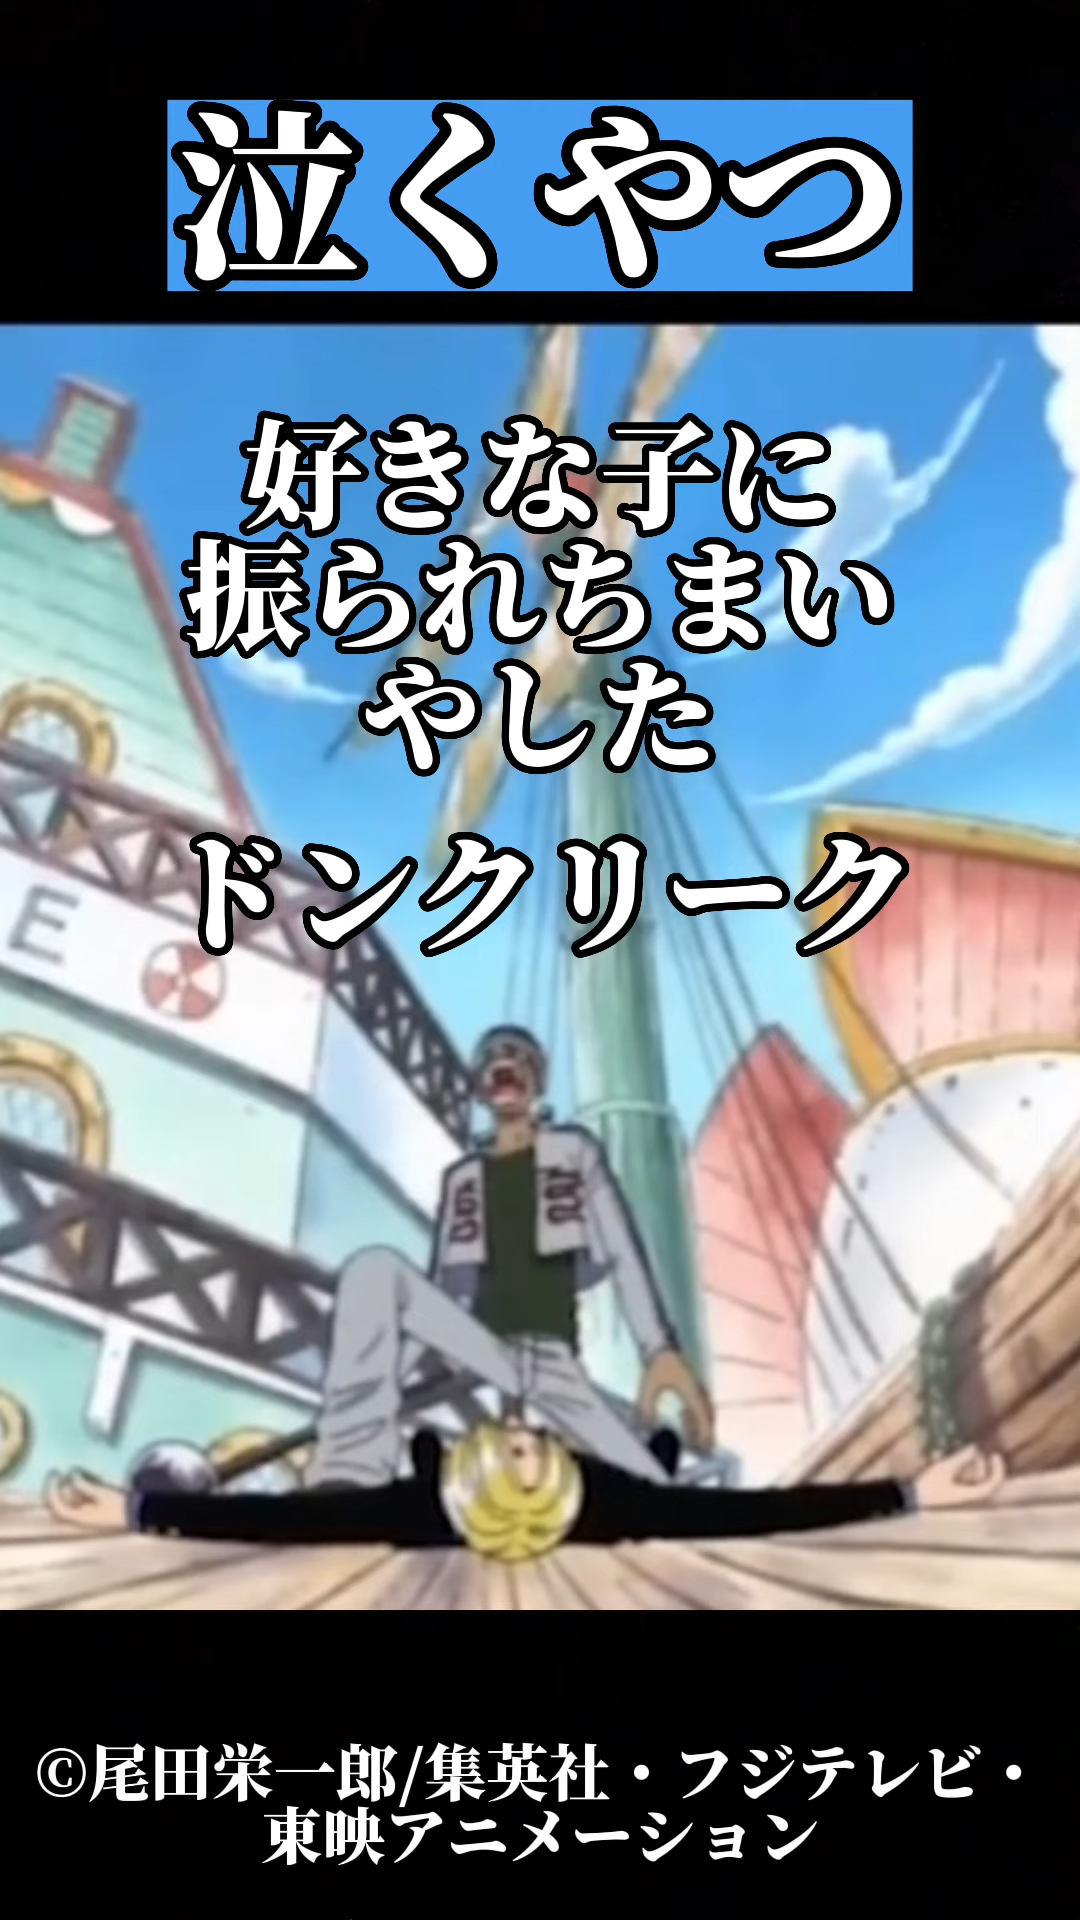 泣くやつ
好きな子に
振られちまい
やした
ドンクリーク
E
©尾田栄一郎/集英社・フジテレビ・
東映アニメーション